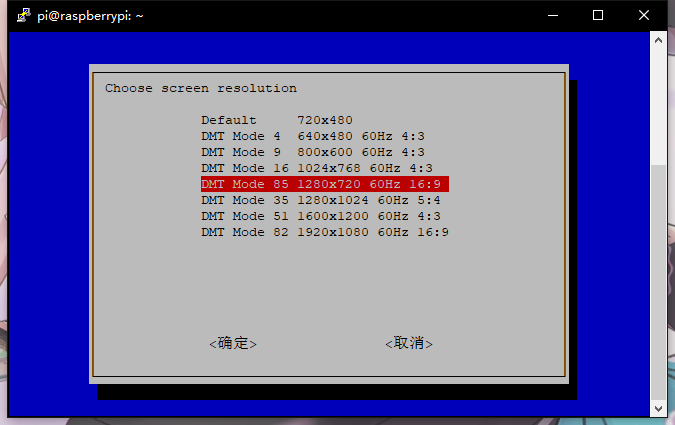 pi@raspberrypi: ~
Choose screen resolution
Default 720x480
DMT Mode 4 640x480 60Hz 4:3
DMT Mode 9 800x600 60Hz 4:3
DMT Mode 16 1024x768 60Hz 4:3
DMT Mode 85 1280x720 60Hz 16:9
DMT Mode 35 1280x1024 60Hz 5:4
DMT Mode 51 1600x1200 60Hz 4:3
DMT Mode 82 1920x1080 60Hz 16:9
<确定> <取消>